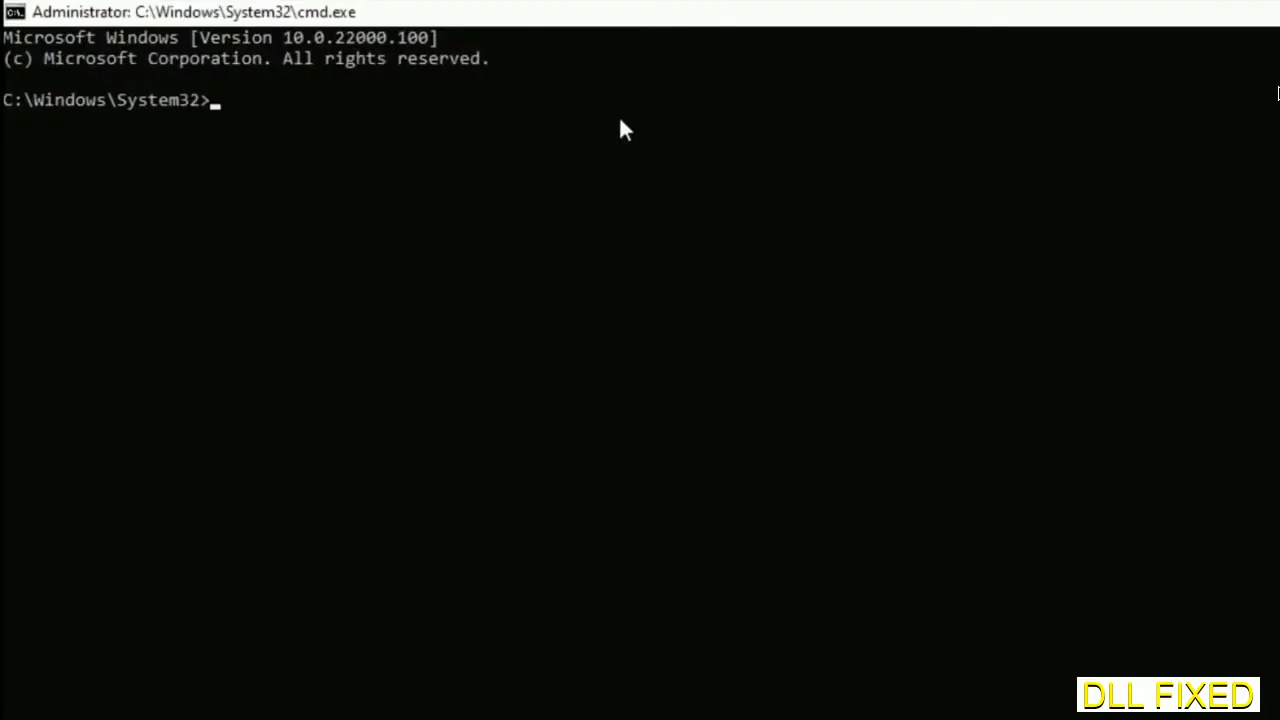 Administrator: C:\Windows\System32\cmd.exe
Microsoft Windows [Version 10.0.22000.100]
(c) Microsoft Corporation. All rights reserved.
C:\Windows\System32>_
DLL FIXED